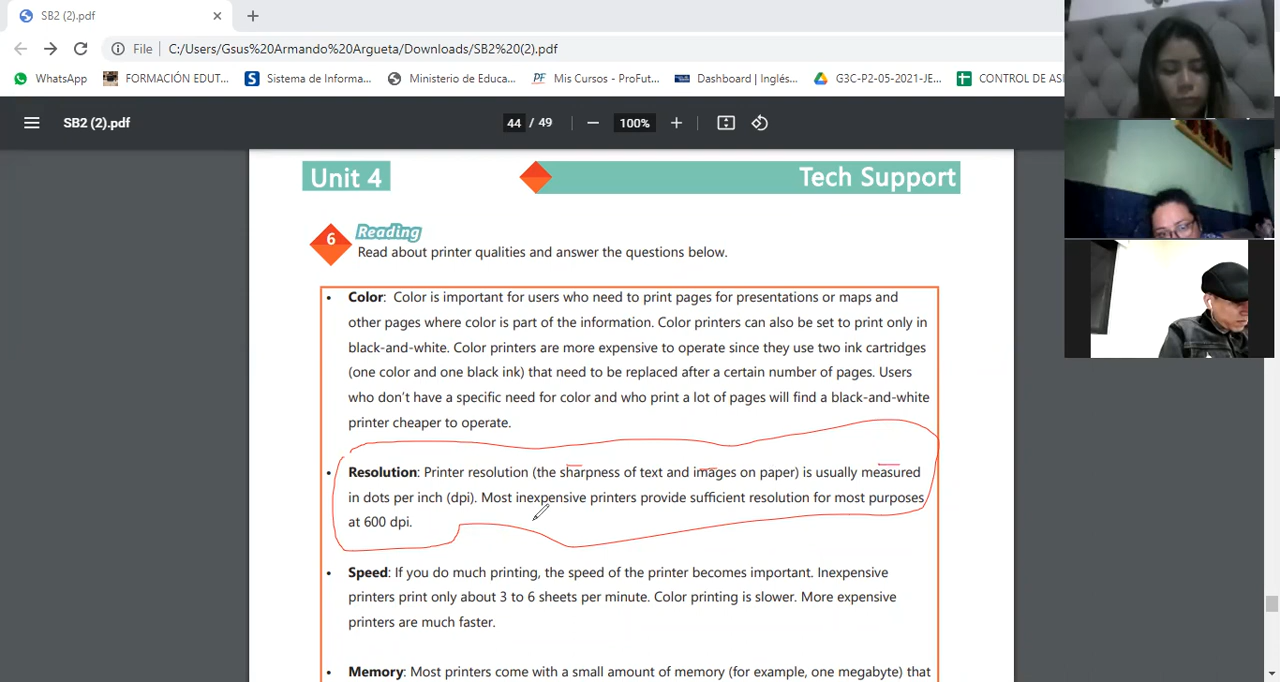 SB2 (2).pdf
File C:/Users/Gsus%20Armando%20Argueta/Downloads/SB2%20(2).pdf
WhatsApp FORMACIÓN EDUT... Sistema de Informa... Ministerio de Educa... Mis Cursos - ProFut... Dashboard | Inglés,... G3C-P2-05-2021-JE... CONTROL DE AS
SB2 (2).pdf 44 / 49 100%
Unit 4 Tech Support
6 Reading
Read about printer qualities and answer the questions below.
• Color: Color is important for users who need to print pages for presentations or maps and
other pages where color is part of the information. Color printers can also be set to print only in
black-and-white. Color printers are more expensive to operate since they use two ink cartridges
(one color and one black ink) that need to be replaced after a certain number of pages. Users
who don't have a specific need for color and who print a lot of pages will find a black-and-white
printer cheaper to operate.
• Resolution: Printer resolution (the sharpness of text and images on paper) is usually measured
in dots per inch (dpi). Most inexpensive printers provide sufficient resolution for most purposes
at 600 dpi.
• Speed: If you do much printing, the speed of the printer becomes important. Inexpensive
printers print only about 3 to 6 sheets per minute. Color printing is slower. More expensive
printers are much faster.
• Memory: Most printers come with a small amount of memory (for example, one megabyte) that